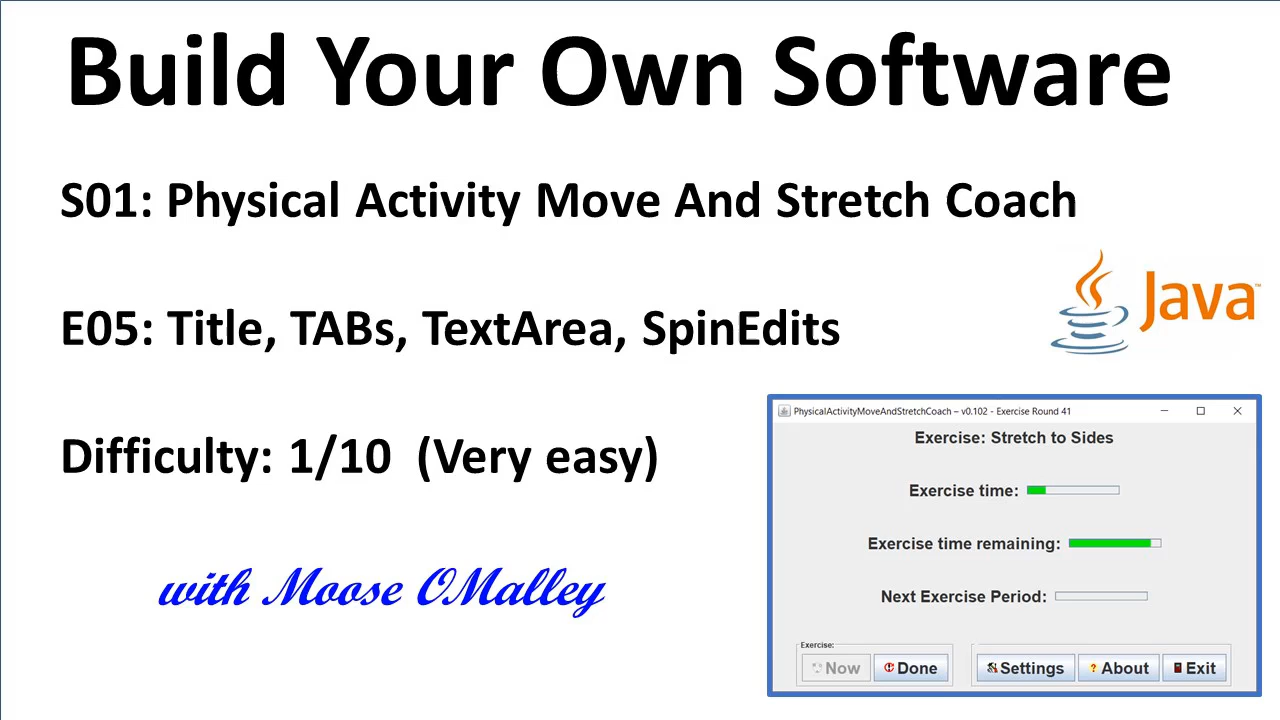 Build Your Own Software
S01: Physical Activity Move And Stretch Coach
E05: Title, TABs, TextArea, SpinEdits
Difficulty: 1/10 (Very easy)
with Moose OMalley
Java™
PhysicalActivityMoveAndStretchCoach – v0.102 - Exercise Round 41
Exercise: Stretch to Sides
Exercise time:
Exercise time remaining:
Next Exercise Period:
Exercise:
Now Done Settings About Exit